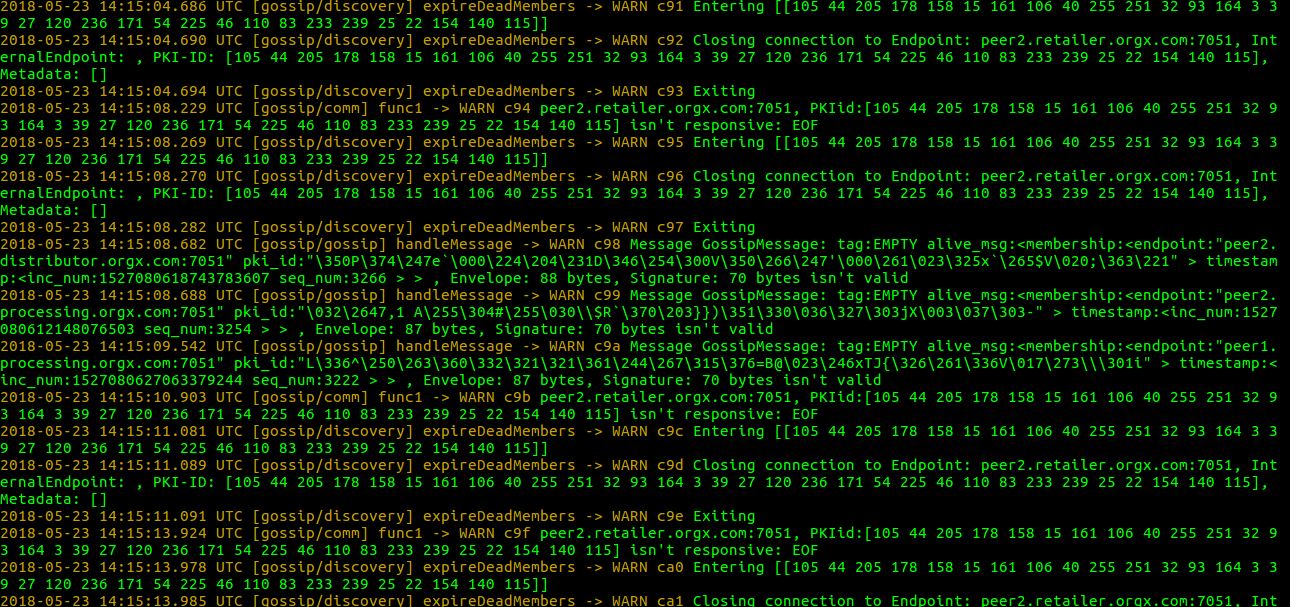 2018-05-23 14:15:04.686 UTC [gossip/discovery] expireDeadMembers -> WARN c91 Entering [[105 44 205 178 158 15 161 106 40 255 251 32 93 164 3 3
9 27 120 236 171 54 225 46 110 83 233 239 25 22 154 140 115]]
2018-05-23 14:15:04.690 UTC [gossip/discovery] expireDeadMembers -> WARN c92 Closing connection to Endpoint: peer2.retailer.orgx.com:7051, Int
ernalEndpoint: , PKI-ID: [105 44 205 178 158 15 161 106 40 255 251 32 93 164 3 39 27 120 236 171 54 225 46 110 83 233 239 25 22 154 140 115],
Metadata: []
2018-05-23 14:15:04.694 UTC [gossip/discovery] expireDeadMembers -> WARN c93 Exiting
2018-05-23 14:15:08.229 UTC [gossip/comm] func1 -> WARN c94 peer2.retailer.orgx.com:7051, PKIid:[105 44 205 178 158 15 161 106 40 255 251 32 9
3 164 3 39 27 120 236 171 54 225 46 110 83 233 239 25 22 154 140 115] isn't responsive: EOF
2018-05-23 14:15:08.269 UTC [gossip/discovery] expireDeadMembers -> WARN c95 Entering [[105 44 205 178 158 15 161 106 40 255 251 32 93 164 3 3
9 27 120 236 171 54 225 46 110 83 233 239 25 22 154 140 115]]
2018-05-23 14:15:08.270 UTC [gossip/discovery] expireDeadMembers -> WARN c96 Closing connection to Endpoint: peer2.retailer.orgx.com:7051, Int
ernalEndpoint: , PKI-ID: [105 44 205 178 158 15 161 106 40 255 251 32 93 164 3 39 27 120 236 171 54 225 46 110 83 233 239 25 22 154 140 115],
Metadata: []
2018-05-23 14:15:08.282 UTC [gossip/discovery] expireDeadMembers -> WARN c97 Exiting
2018-05-23 14:15:08.682 UTC [gossip/gossip] handleMessage -> WARN c98 Message GossipMessage: tag:EMPTY alive_msg:<membership:<endpoint:"peer2.
distributor.orgx.com:7051" pki_id:"\350P\374\247e`\000\224\204\231D\346\254\300V\350\266\247'\000\261\023\325x`\265$V\020;\363\221" > timestam
p:<inc_num:1527080618743783607 seq_num:3266 > > , Envelope: 88 bytes, Signature: 70 bytes isn't valid
2018-05-23 14:15:08.688 UTC [gossip/gossip] handleMessage -> WARN c99 Message GossipMessage: tag:EMPTY alive_msg:<membership:<endpoint:"peer2.
processing.orgx.com:7051" pki_id:"\032\2647,1 A\255\304#\255\030\\$R`\370\203}})\351\330\036\327\303jX\003\037\303-" > timestamp:<inc_num:1527
080612148076503 seq_num:3254 > > , Envelope: 87 bytes, Signature: 70 bytes isn't valid
2018-05-23 14:15:09.542 UTC [gossip/gossip] handleMessage -> WARN c9a Message GossipMessage: tag:EMPTY alive_msg:<membership:<endpoint:"peer1.
processing.orgx.com:7051" pki_id:"L\336^\250\263\360\332\321\321\361\244\267\315\376=B@\023\246xTJ{\326\261\336V\017\273\\\301i" > timestamp:<
inc_num:1527080627063379244 seq_num:3222 > > , Envelope: 87 bytes, Signature: 70 bytes isn't valid
2018-05-23 14:15:10.903 UTC [gossip/comm] func1 -> WARN c9b peer2.retailer.orgx.com:7051, PKIid:[105 44 205 178 158 15 161 106 40 255 251 32 9
3 164 3 39 27 120 236 171 54 225 46 110 83 233 239 25 22 154 140 115] isn't responsive: EOF
2018-05-23 14:15:11.081 UTC [gossip/discovery] expireDeadMembers -> WARN c9c Entering [[105 44 205 178 158 15 161 106 40 255 251 32 93 164 3 3
9 27 120 236 171 54 225 46 110 83 233 239 25 22 154 140 115]]
2018-05-23 14:15:11.089 UTC [gossip/discovery] expireDeadMembers -> WARN c9d Closing connection to Endpoint: peer2.retailer.orgx.com:7051, Int
ernalEndpoint: , PKI-ID: [105 44 205 178 158 15 161 106 40 255 251 32 93 164 3 39 27 120 236 171 54 225 46 110 83 233 239 25 22 154 140 115],
Metadata: []
2018-05-23 14:15:11.091 UTC [gossip/discovery] expireDeadMembers -> WARN c9e Exiting
2018-05-23 14:15:13.924 UTC [gossip/comm] func1 -> WARN c9f peer2.retailer.orgx.com:7051, PKIid:[105 44 205 178 158 15 161 106 40 255 251 32 9
3 164 3 39 27 120 236 171 54 225 46 110 83 233 239 25 22 154 140 115] isn't responsive: EOF
2018-05-23 14:15:13.978 UTC [gossip/discovery] expireDeadMembers -> WARN ca0 Entering [[105 44 205 178 158 15 161 106 40 255 251 32 93 164 3 3
9 27 120 236 171 54 225 46 110 83 233 239 25 22 154 140 115]]
2018-05-23 14:15:13.985 UTC [gossip/discovery] expireDeadMembers -> WARN ca1 Closing connection to Endpoint: peer2.retailer.orgx.com:7051, Int